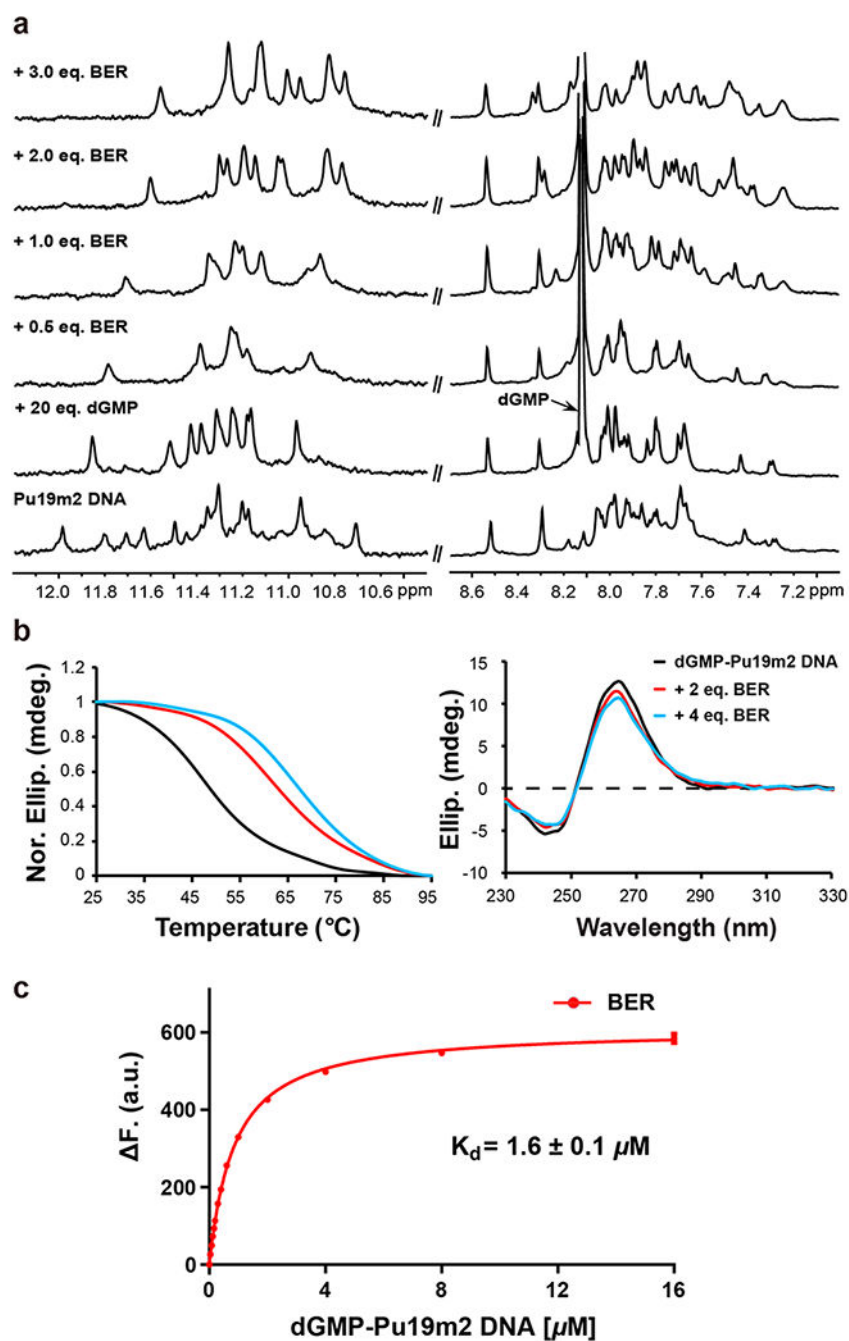 a
+ 3.0 eq. BER
+ 2.0 eq. BER
+ 1.0 eq. BER
+ 0.5 eq. BER
+ 20 eq. dGMP
dGMP
Pu19m2 DNA
// //
// //
// //
// //
// //
// //
12.0 11.8 11.6 11.4 11.2 11.0 10.8 10.6 ppm 8.6 8.4 8.2 8.0 7.8 7.6 7.4 7.2 ppm
b
Nor. Ellip. (mdeg.)
1.2
1
0.8
0.6
0.4
0.2
0
25 35 45 55 65 75 85 95
Temperature (°C)
Ellip. (mdeg.)
15
10
5
0
-5
-10
230 250 270 290 310 330
Wavelength (nm)
dGMP-Pu19m2 DNA
+ 2 eq. BER
+ 4 eq. BER
c
ΔF. (a.u.)
600
400
200
0
0 4 8 12 16
dGMP-Pu19m2 DNA [μM]
BER
Kd = 1.6 ± 0.1 μM